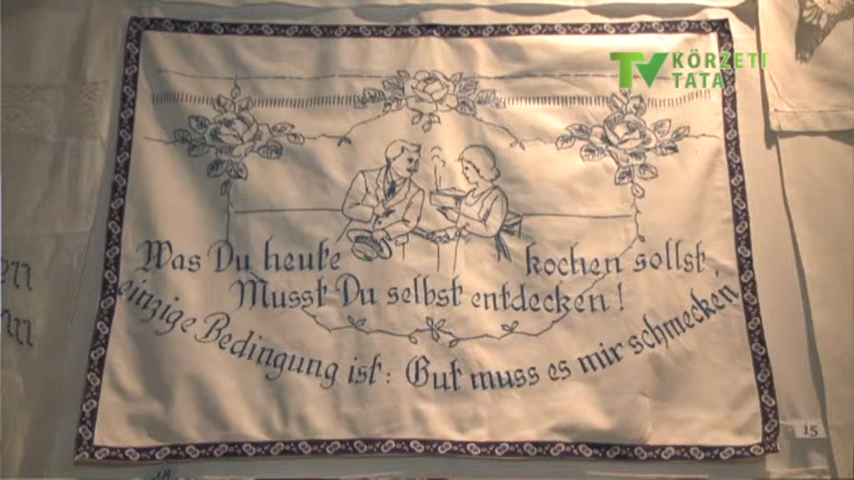 TV KÖRZETI
TATA
Was Du heute kochen sollst,
Musst Du selbst entdecken!
einzige Bedingung ist: Gut muss es mir schmecken
15